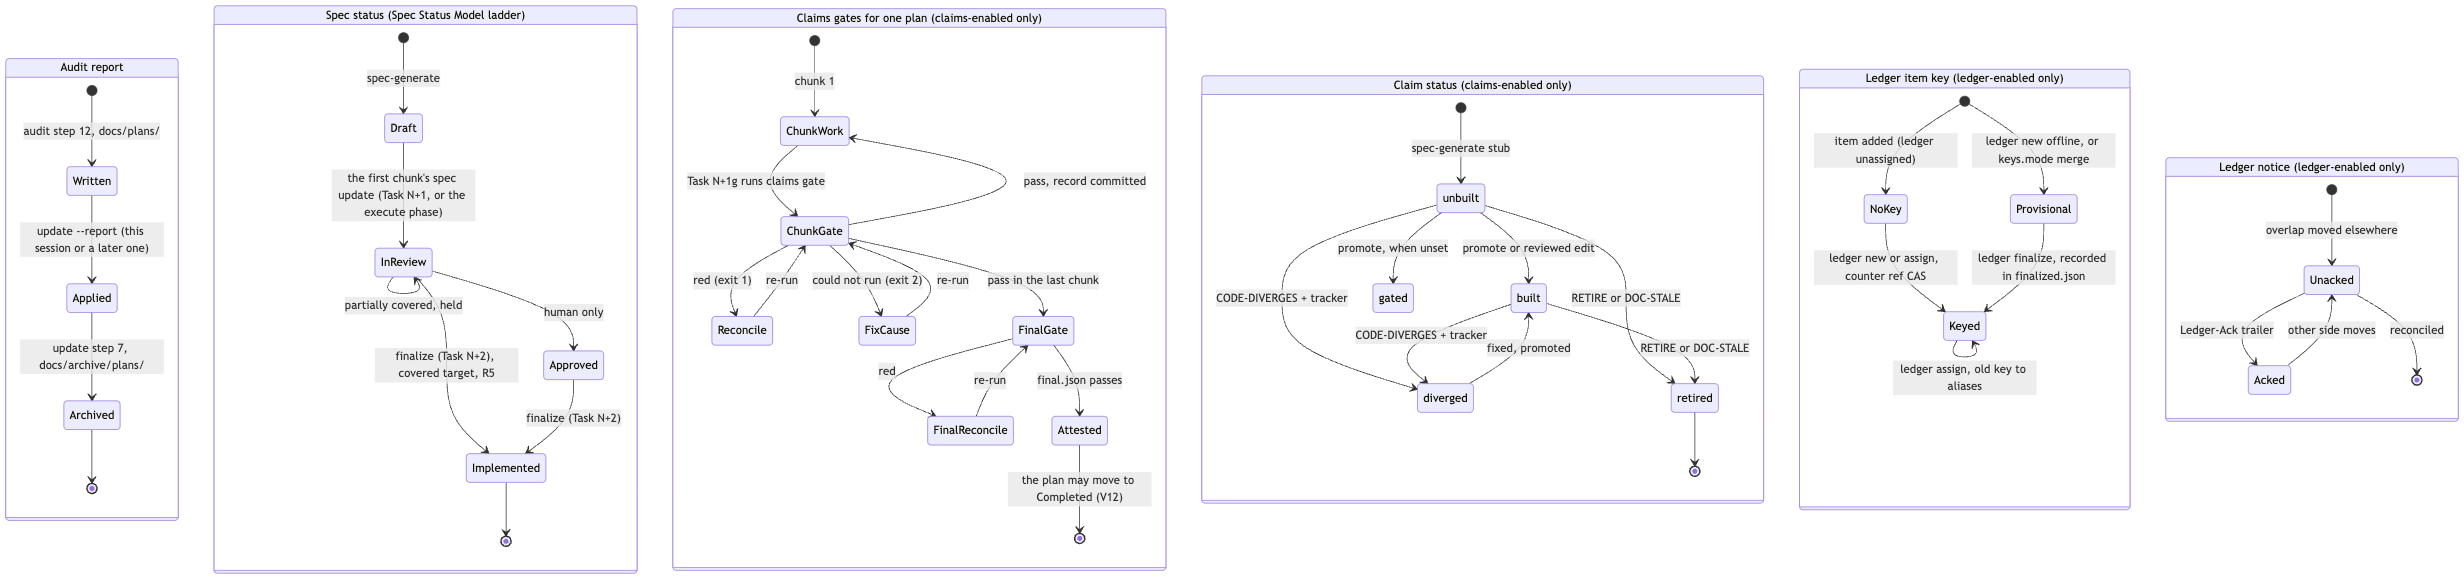 Audit report
audit step 12, docs/plans/
Written
update --report (this
session or a later one)
Applied
update step 7,
docs/archive/plans/
Archived
Spec status (Spec Status Model ladder)
spec-generate
Draft
the first chunk's spec
update (Task N+1, or the
execute phase)
InReview
partially covered, held
human only
finalize (Task N+2),
covered target, R5
Approved
finalize (Task N+2)
Implemented
Claims gates for one plan (claims-enabled only)
chunk 1
ChunkWork
Task N+1g runs claims gate
pass, record committed
ChunkGate
red (exit 1)
re-run
could not run (exit 2)
re-run
pass in the last chunk
Reconcile
FixCause
FinalGate
red
re-run
final.json passes
FinalReconcile
Attested
the plan may move to
Completed (V12)
Claim status (claims-enabled only)
spec-generate stub
unbuilt
promote, when unset
promote or reviewed edit
CODE-DIVERGES + tracker
gated
built
RETIRE or DOC-STALE
CODE-DIVERGES + tracker
fixed, promoted
RETIRE or DOC-STALE
diverged
retired
Ledger item key (ledger-enabled only)
item added (ledger
unassigned)
ledger new offline, or
keys.mode merge
NoKey
Provisional
ledger new or assign,
counter ref CAS
ledger finalize, recorded
in finalized.json
Keyed
ledger assign, old key to
aliases
Ledger notice (ledger-enabled only)
overlap moved elsewhere
Unacked
Ledger-Ack trailer
other side moves
reconciled
Acked